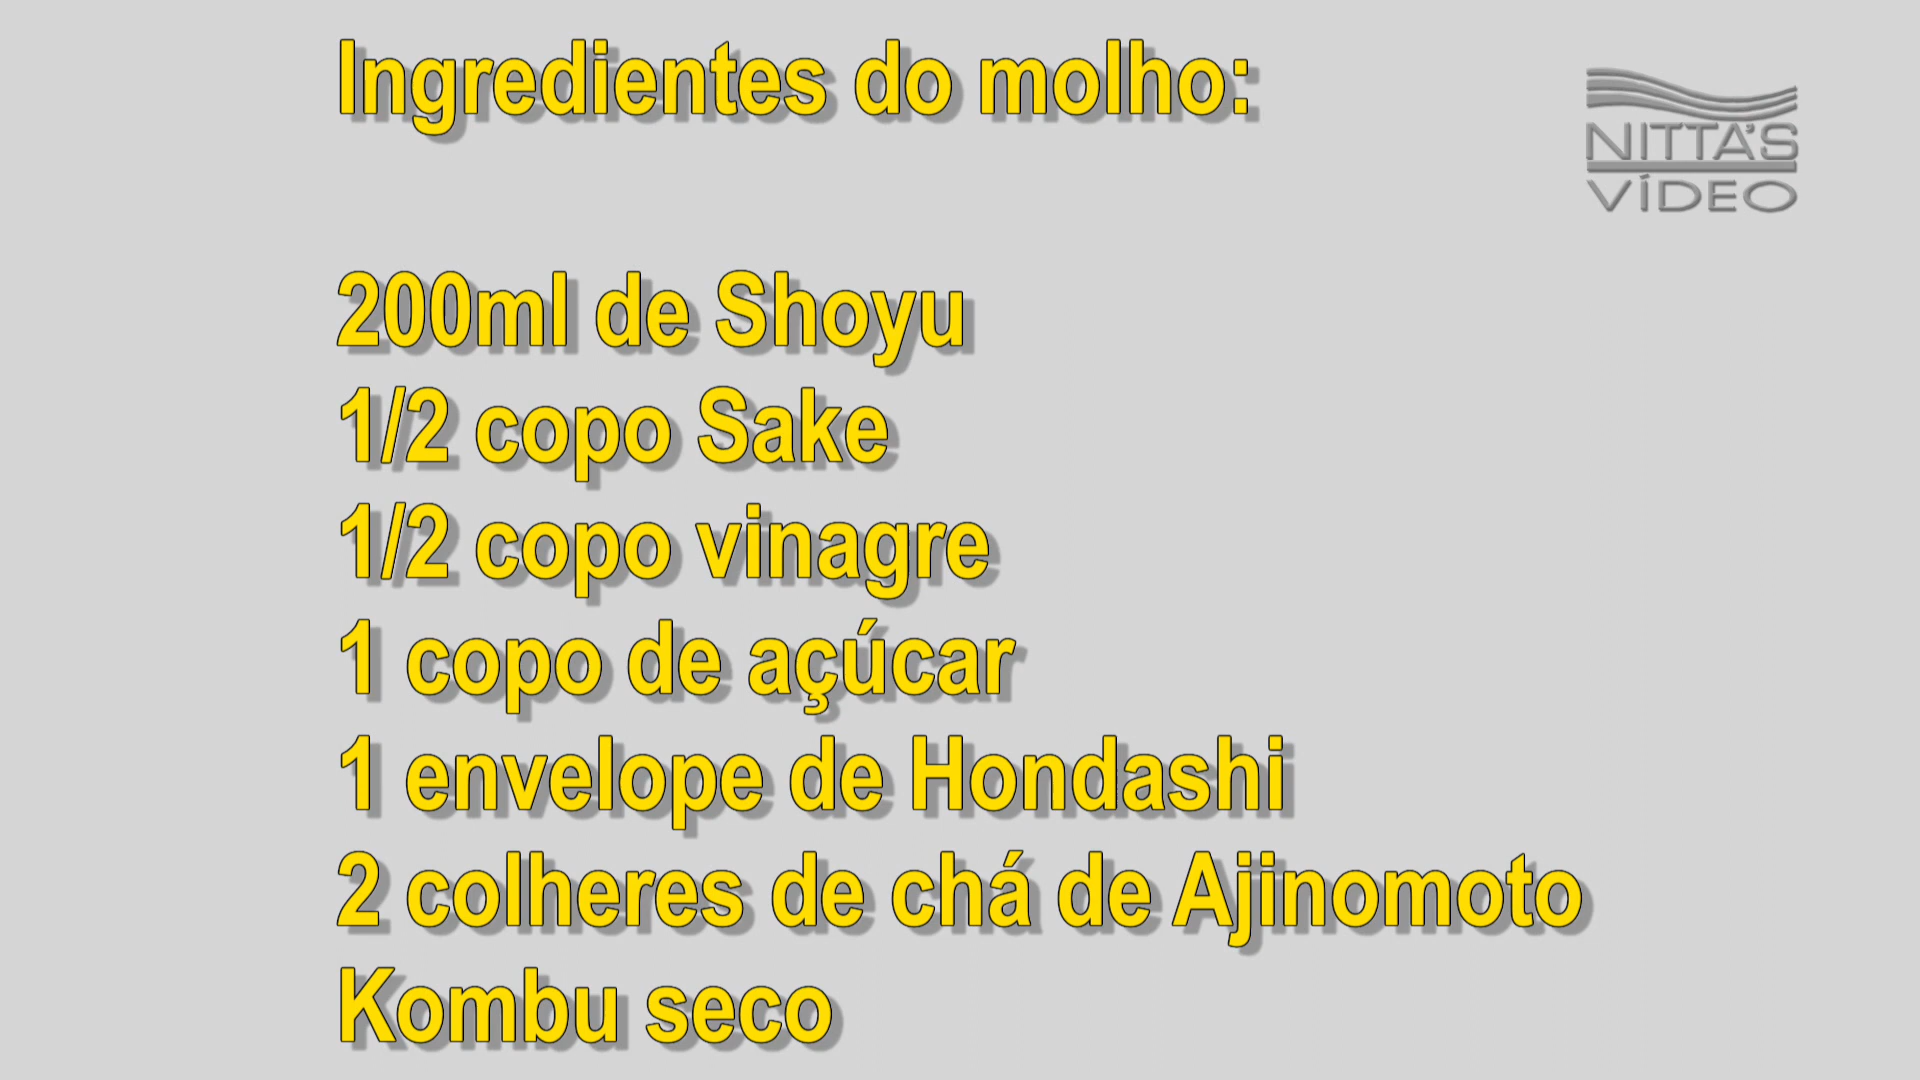 Ingredientes do molho:
NITTA'S
VÍDEO
200ml de Shoyu
1/2 copo Sake
1/2 copo vinagre
1 copo de açúcar
1 envelope de Hondashi
2 colheres de chá de Ajinomoto
Kombu seco